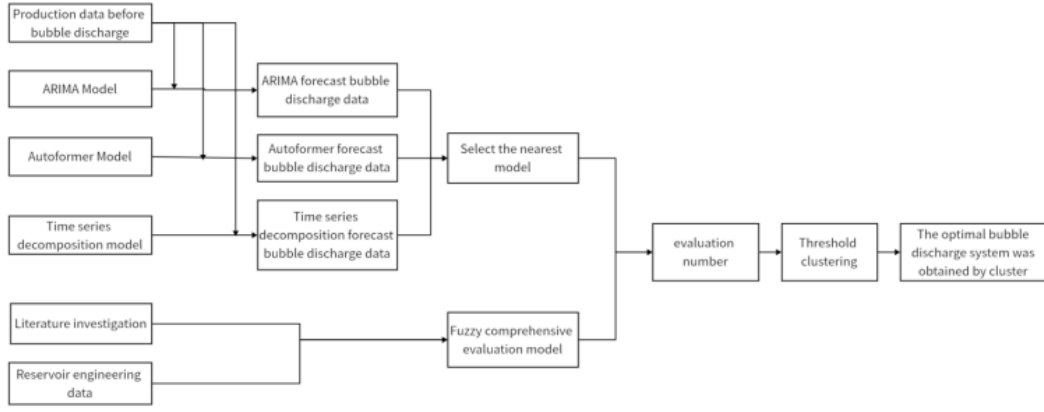 Production data before
bubble discharge
ARIMA Model
ARIMA forecast bubble
discharge data
Autoformer Model
Autoformer forecast
bubble discharge data
Select the nearest
model
Time series
decomposition model
Time series
decomposition forecast
bubble discharge data
evaluation
number
Threshold
clustering
The optimal bubble
discharge system was
obtained by cluster
Literature investigation
Fuzzy comprehensive
evaluation model
Reservoir engineering
data